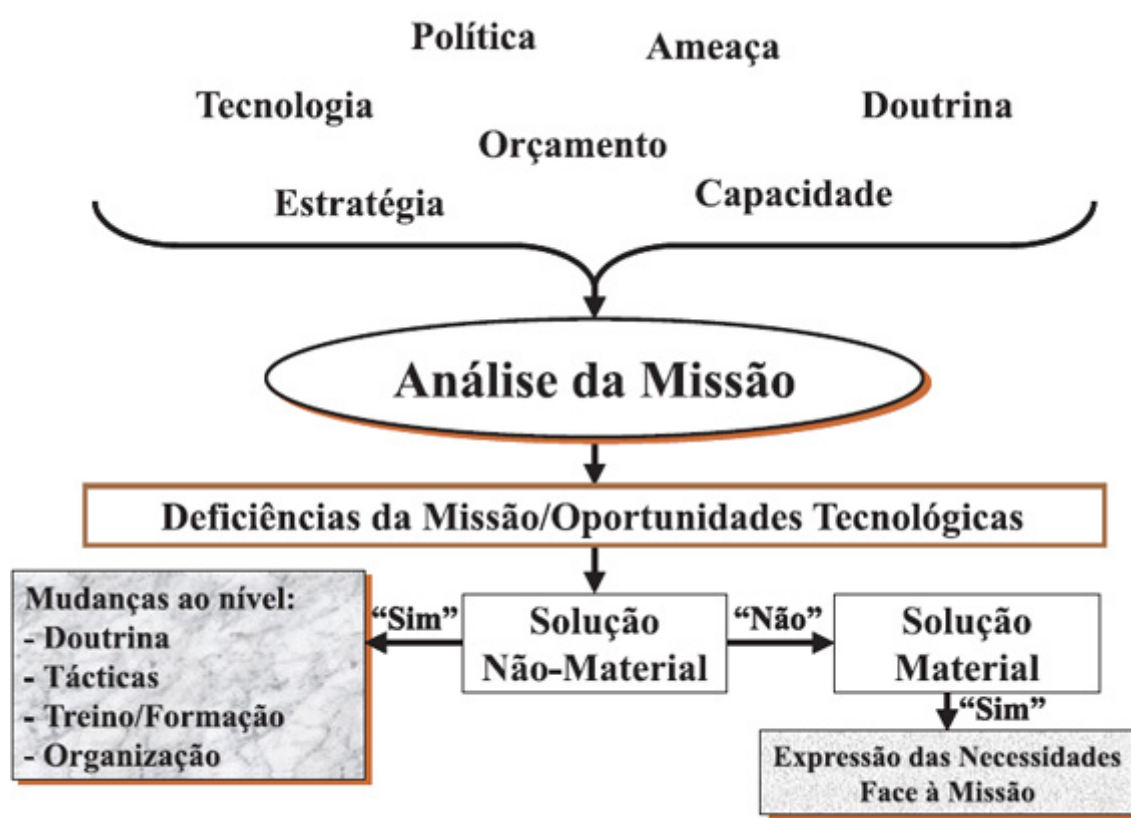 Política
Ameaça
Tecnologia
Doutrina
Orçamento
Estratégia
Capacidade
Análise da Missão
Deficiências da Missão/Oportunidades Tecnológicas
Mudanças ao nível:
- Doutrina
- Tácticas
- Treino/Formação
- Organização
“Sim”
Solução
Não-Material
“Não”
Solução
Material
“Sim”
Expressão das Necessidades
Face à Missão